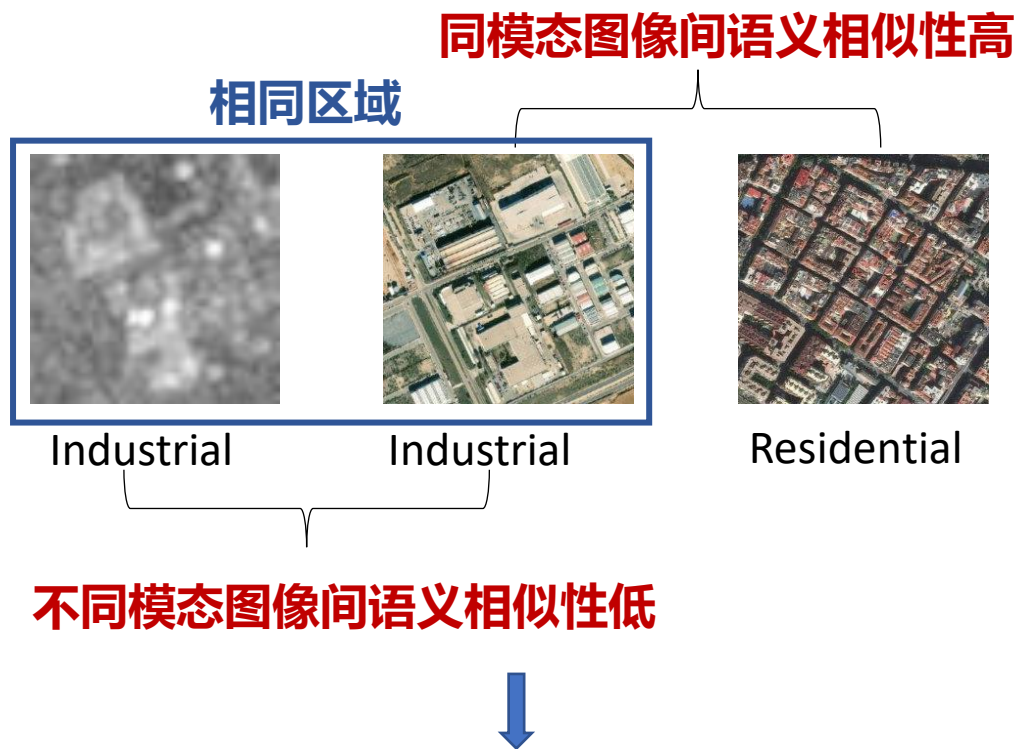 同模态图像间语义相似性高
相同区域
Industrial
Industrial
Residential
不同模态图像间语义相似性低